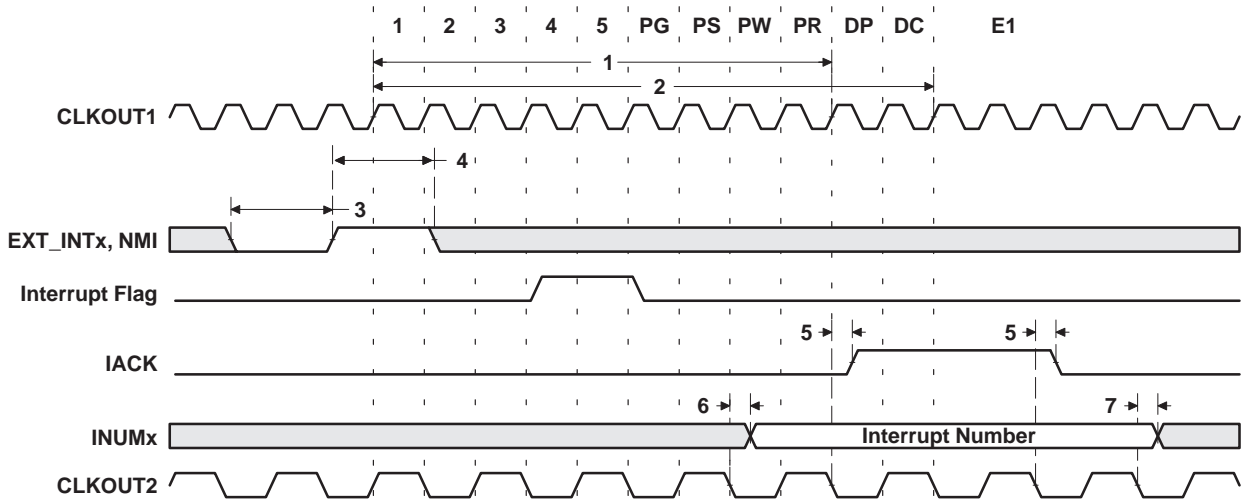 1 2 3 4 5 PG PS PW PR DP DC E1
1
2
CLKOUT1
4
3
EXT_INTx, NMI
Interrupt Flag
5 5
IACK
6 7
INUMx Interrupt Number
CLKOUT2